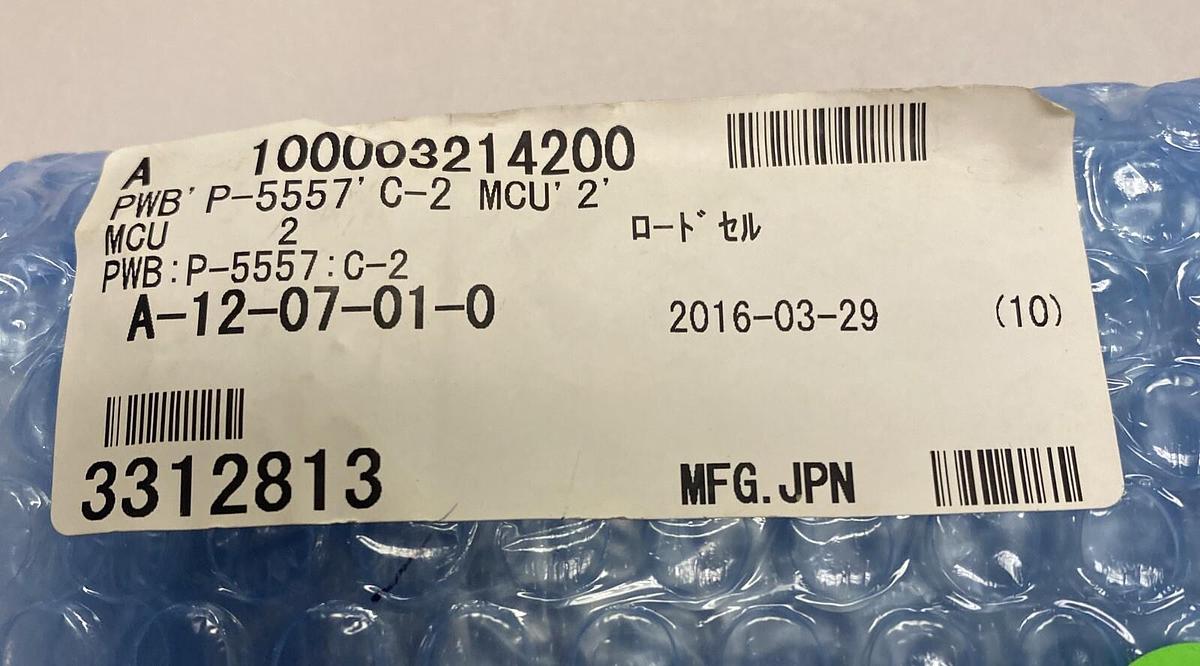 A 100003214200
PWB' P-5557' C-2 MCU' 2'
MCU 2 ロードセル
PWB:P-5557:C-2
A-12-07-01-0 2016-03-29 (10)
3312813 MFG.JPN